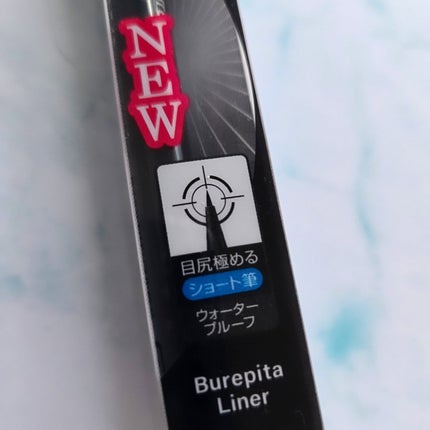 NEW
目尻極める
ショート筆
ウォーター
プルーフ
Burepita
Liner